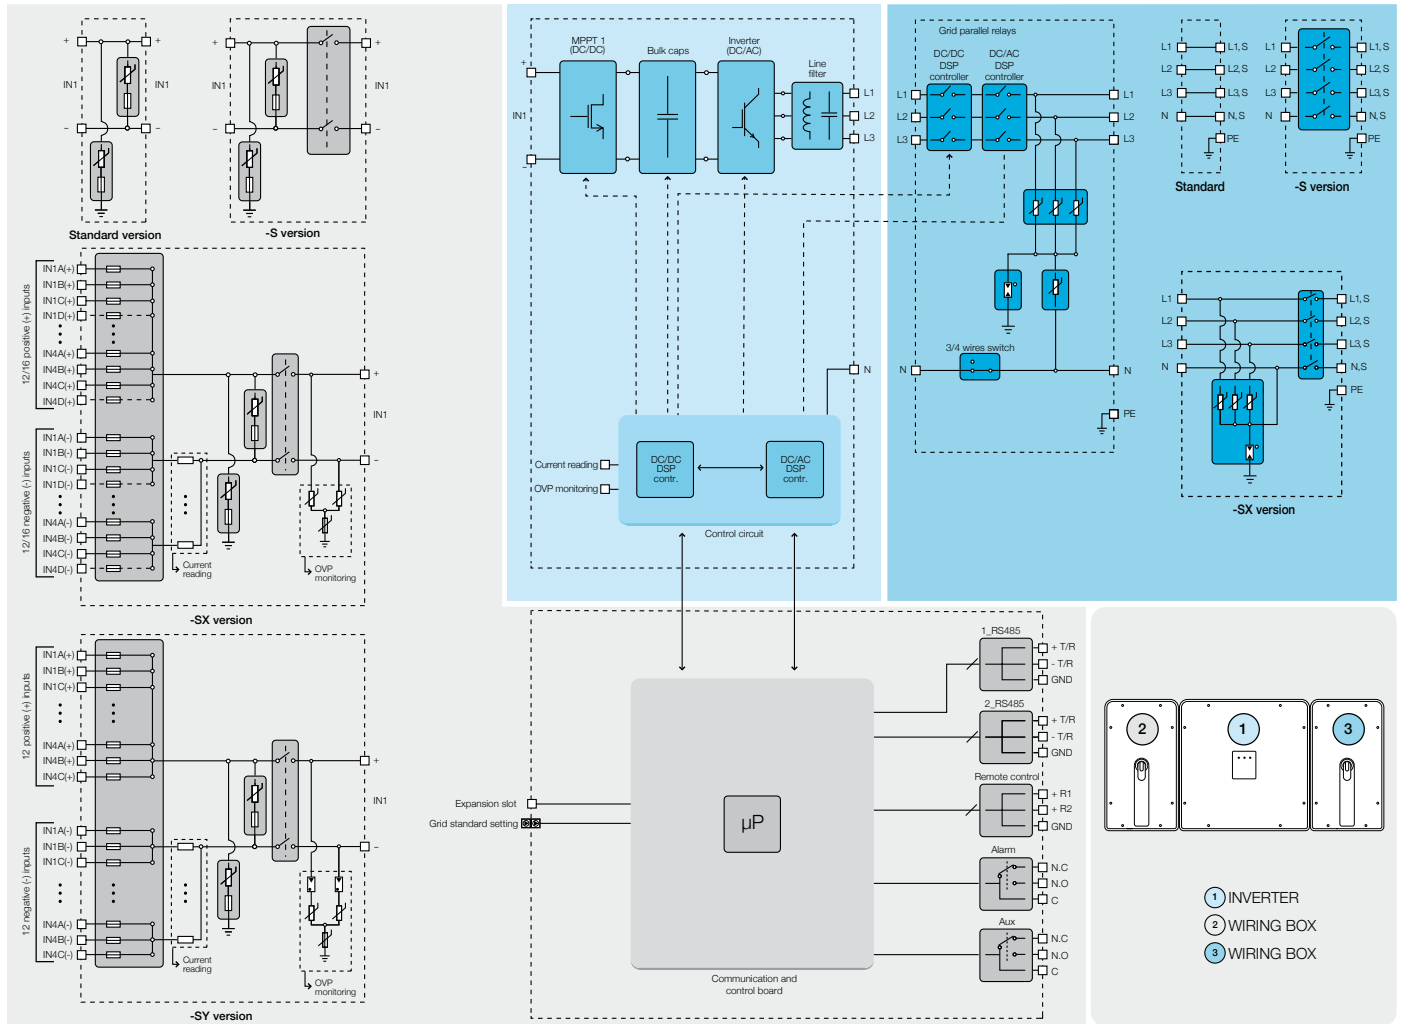 +
+
IN1
IN1
−
−
Standard version
+
+
IN1
IN1
−
−
-S version
12/16 positive (+) inputs
IN1A(+)
IN1B(+)
IN1C(+)
IN1D(+)
IN4A(+)
IN4B(+)
IN4C(+)
IN4D(+)
12/16 negative (-) inputs
IN1A(-)
IN1B(-)
IN1C(-)
IN1D(-)
IN4A(-)
IN4B(-)
IN4C(-)
IN4D(-)
+
IN1
−
Current
reading
OVP
monitoring
-SX version
12 positive (+) inputs
IN1A(+)
IN1B(+)
IN1C(+)
IN4A(+)
IN4B(+)
IN4C(+)
12 negative (-) inputs
IN1A(-)
IN1B(-)
IN1C(-)
IN4A(-)
IN4B(-)
IN4C(-)
+
IN1
−
Current
reading
OVP
monitoring
-SY version
MPPT 1
(DC/DC)
Bulk caps
Inverter
(DC/AC)
Line
filter
+
IN1
−
L1
L2
L3
N
Current reading
OVP monitoring
DC/DC
DSP
contr.
DC/AC
DSP
contr.
Control circuit
Grid parallel relays
DC/DC
DSP
controller
DC/AC
DSP
controller
L1
L2
L3
L1
L2
L3
3/4 wires switch
N
N
PE
L1
L2
L3
N
L1, S
L2, S
L3, S
N, S
PE
Standard
L1
L2
L3
N
L1, S
L2, S
L3, S
N, S
PE
-S version
L1
L2
L3
N
L1, S
L2, S
L3, S
N,S
PE
-SX version
Expansion slot
Grid standard setting
µP
Communication and
control board
1_RS485
+ T/R
- T/R
GND
2_RS485
+ T/R
- T/R
GND
Remote control
+ R1
+ R2
GND
Alarm
N.C
N.O
C
Aux
N.C
N.O
C
2
1
3
1 INVERTER
2 WIRING BOX
3 WIRING BOX